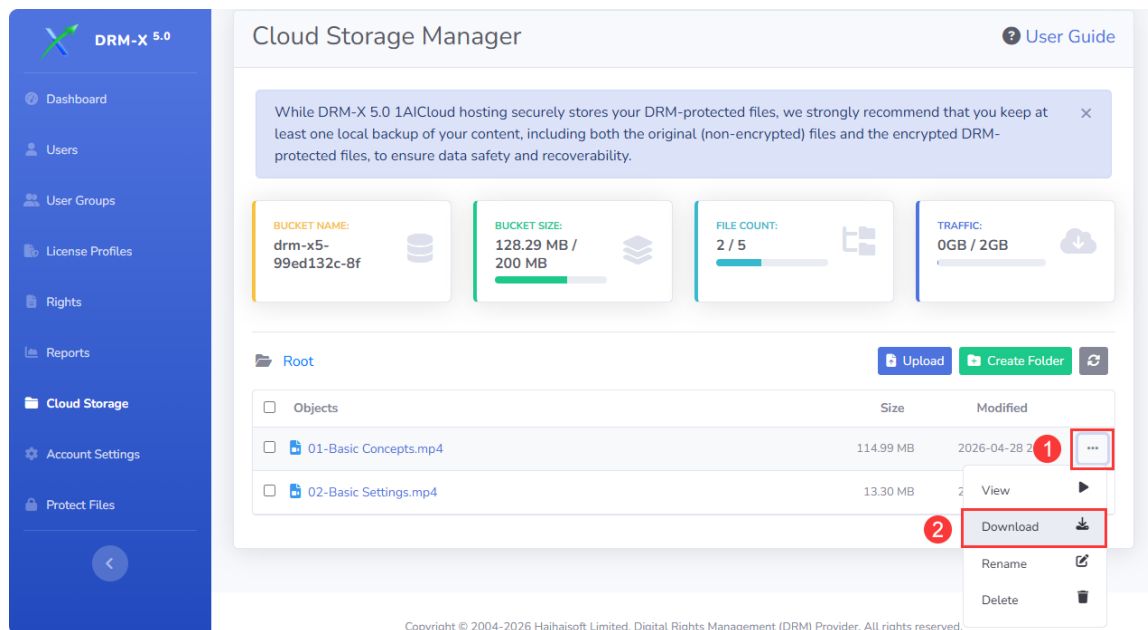 DRM-X 5.0
Dashboard
Users
User Groups
License Profiles
Rights
Reports
Cloud Storage
Account Settings
Protect Files
Cloud Storage Manager
User Guide
While DRM-X 5.0 1AICloud hosting securely stores your DRM-protected files, we strongly recommend that you keep at
least one local backup of your content, including both the original (non-encrypted) files and the encrypted DRM-
protected files, to ensure data safety and recoverability.
BUCKET NAME:
drm-x5-
99ed132c-8f
BUCKET SIZE:
128.29 MB /
200 MB
FILE COUNT:
2 / 5
TRAFFIC:
0GB / 2GB
Root
Upload
Create Folder
Objects Size Modified
01-Basic Concepts.mp4 114.99 MB 2026-04-28 2
1
02-Basic Settings.mp4 13.30 MB 2
View
2
Download
Rename
Delete
Copyright © 2004-2026 Haihaisoft Limited. Digital Rights Management (DRM) Provider. All rights reserved.